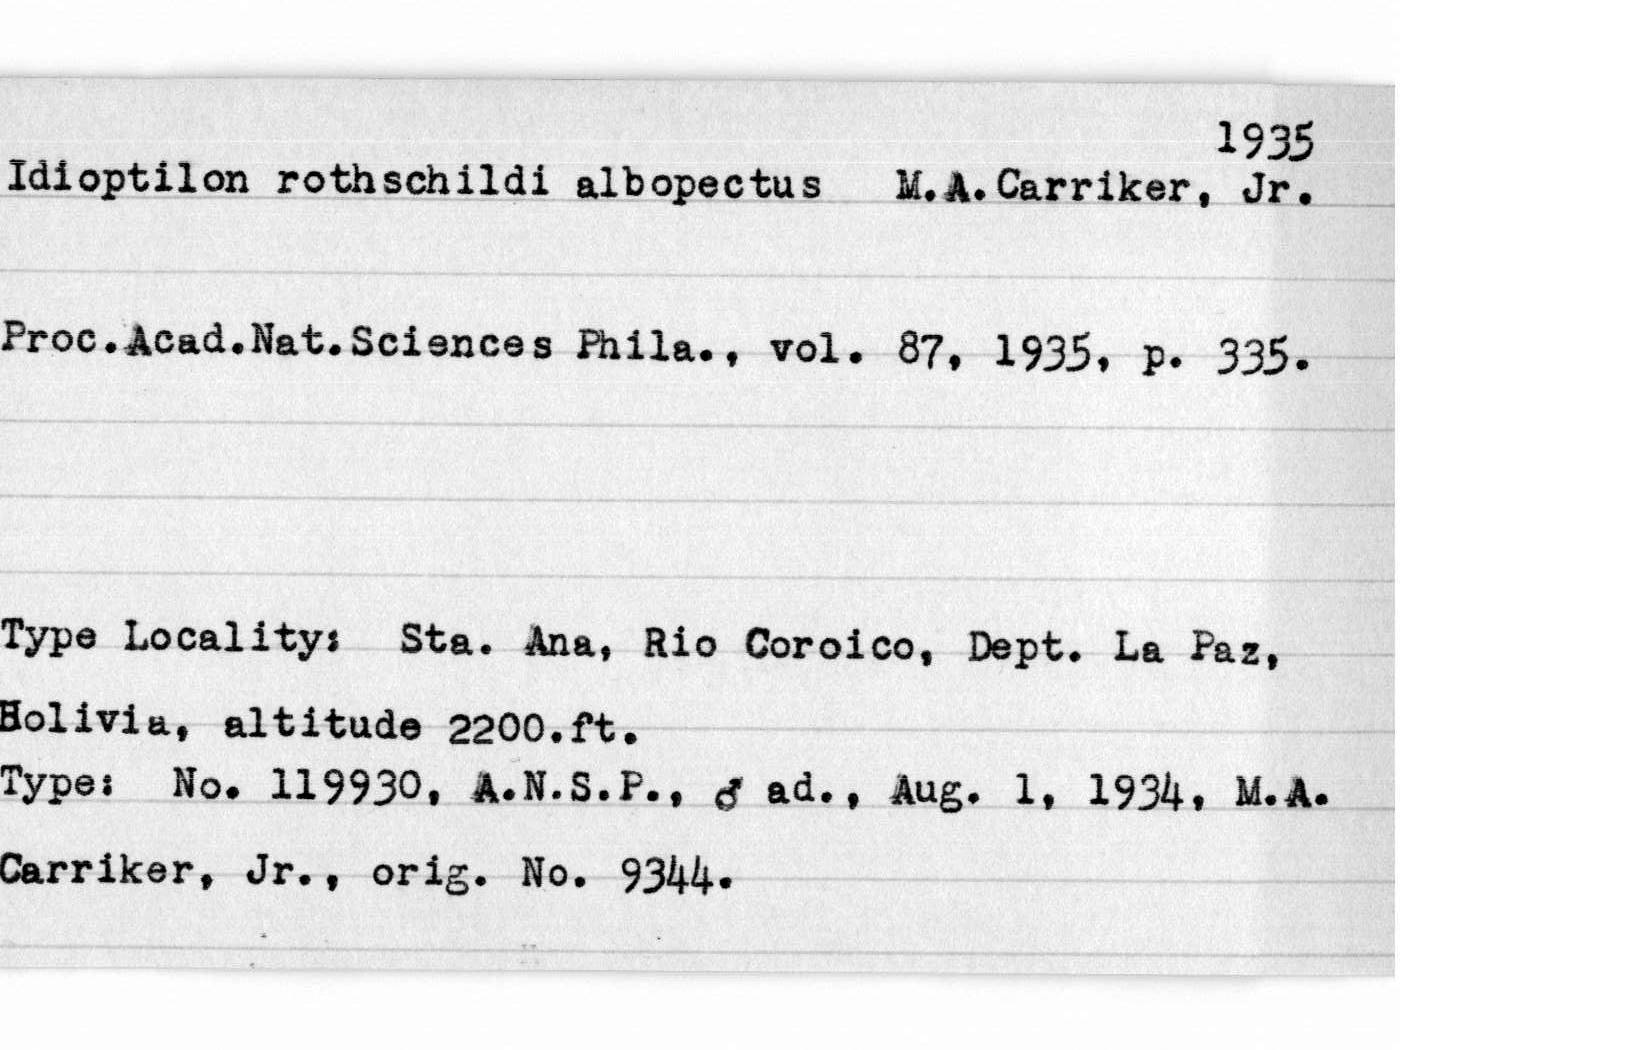 1935
Idioptilon rothschildi albopectus M.A.Carriker, Jr.
Proc.Acad.Nat.Sciences Phila., vol. 87, 1935, p. 335.
Type Locality: Sta. Ana, Rio Coroico, Dept. La Paz,
Bolivia, altitude 2200.ft.
Type: No. 119930, A.N.S.P., ♂ ad., Aug. 1, 1934, M.A.
Carriker, Jr., orig. No. 9344.